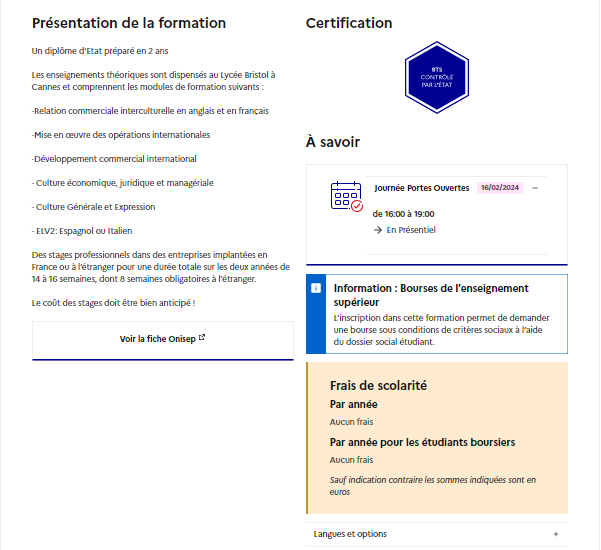 Présentation de la formation
Un diplôme d'Etat préparé en 2 ans
Les enseignements théoriques sont dispensés au Lycée Bristol à
Cannes et comprennent les modules de formation suivants :
-Relation commerciale interculturelle en anglais et en français
-Mise en œuvre des opérations internationales
-Développement commercial international
- Culture économique, juridique et managériale
- Culture Générale et Expression
- ELV2: Espagnol ou Italien
Des stages professionnels dans des entreprises implantées en
France ou à l'étranger pour une durée totale sur les deux années de
14 à 16 semaines, dont 8 semaines obligatoires à l'étranger.
Le coût des stages doit être bien anticipé !
Voir la fiche Onisep
Certification
BTS
CONTRÔLÉ
PAR L'ÉTAT
À savoir
Journée Portes Ouvertes 16/02/2024
de 16:00 à 19:00
En Présentiel
Information : Bourses de l'enseignement
supérieur
L'inscription dans cette formation permet de demander
une bourse sous conditions de critères sociaux à l'aide
du dossier social étudiant.
Frais de scolarité
Par année
Aucun frais
Par année pour les étudiants boursiers
Aucun frais
Sauf indication contraire les sommes indiquées sont en
euros
Langues et options